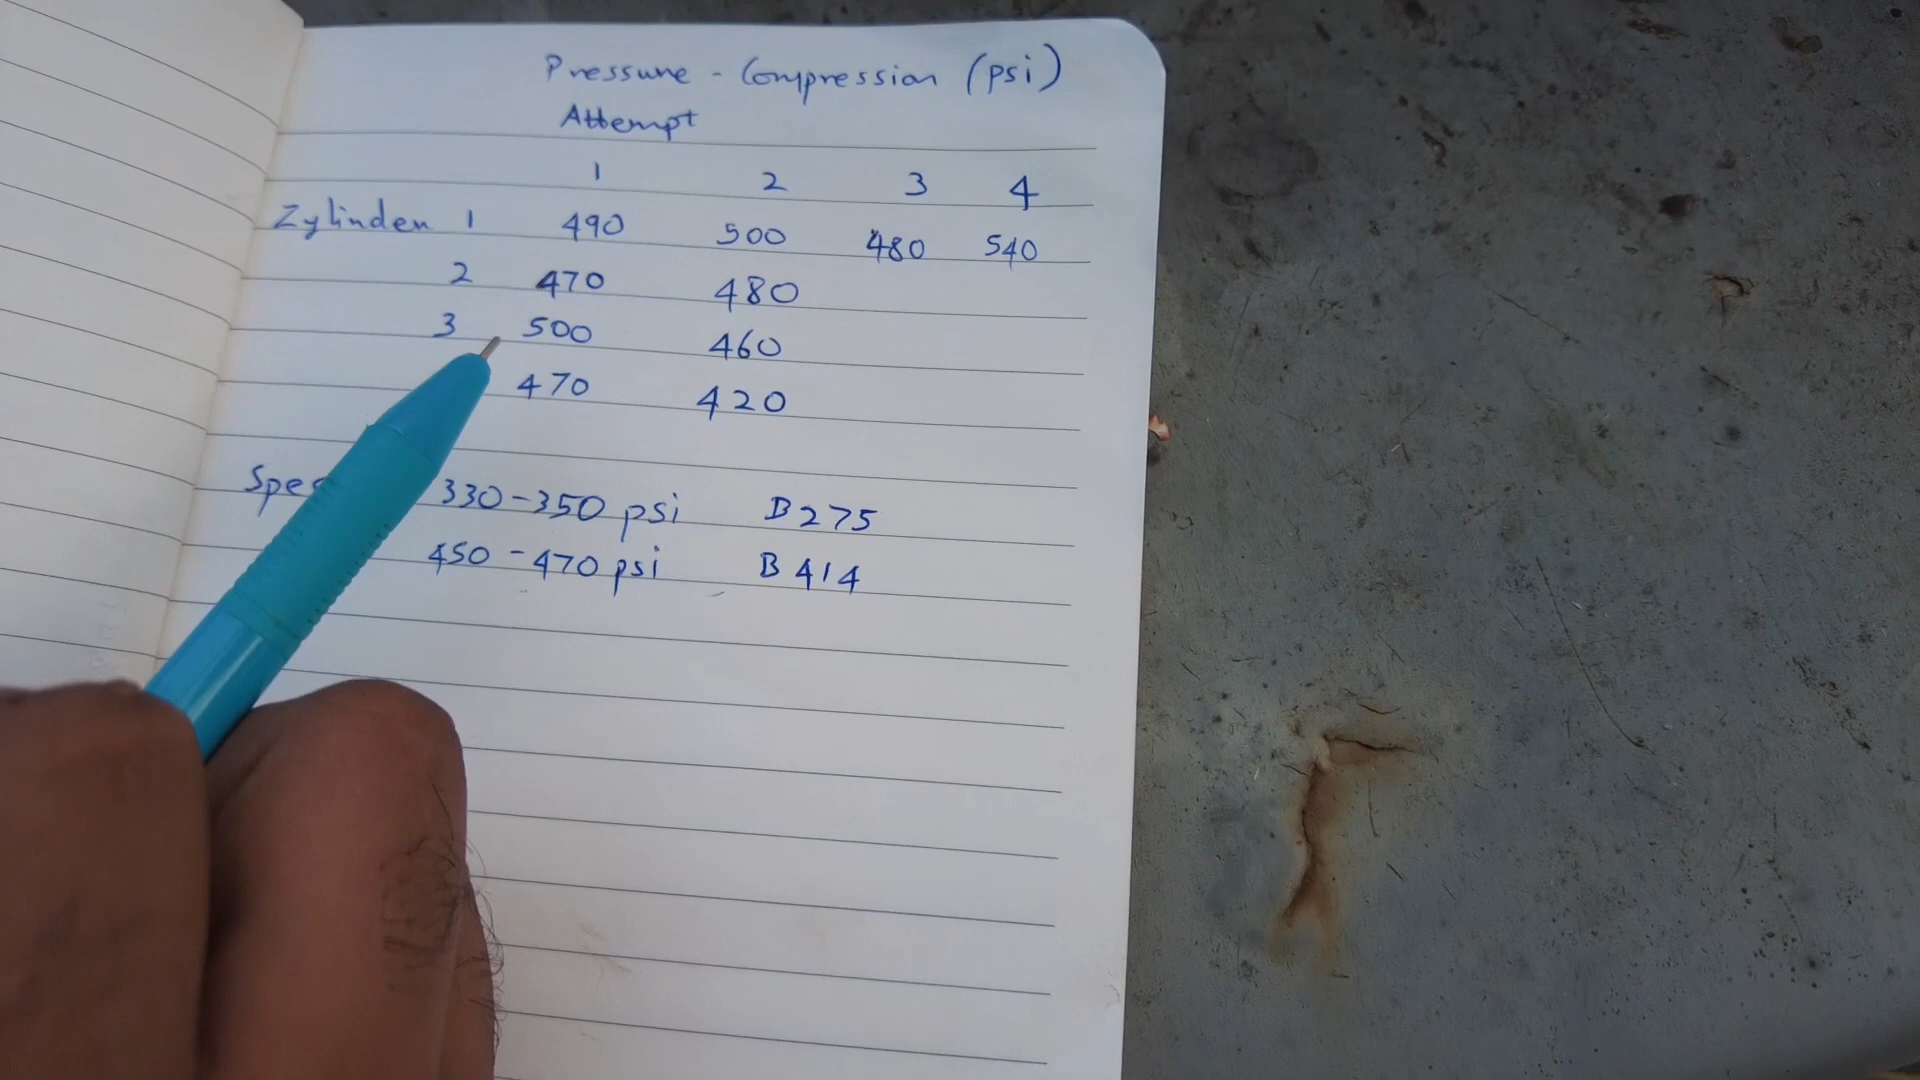 Pressure - Compression (psi)
Attempt
1 2 3 4
Zylinder 1 490 500 480 540
2 470 480
3 500 460
470 420
330-350 psi B275
450-470 psi B414